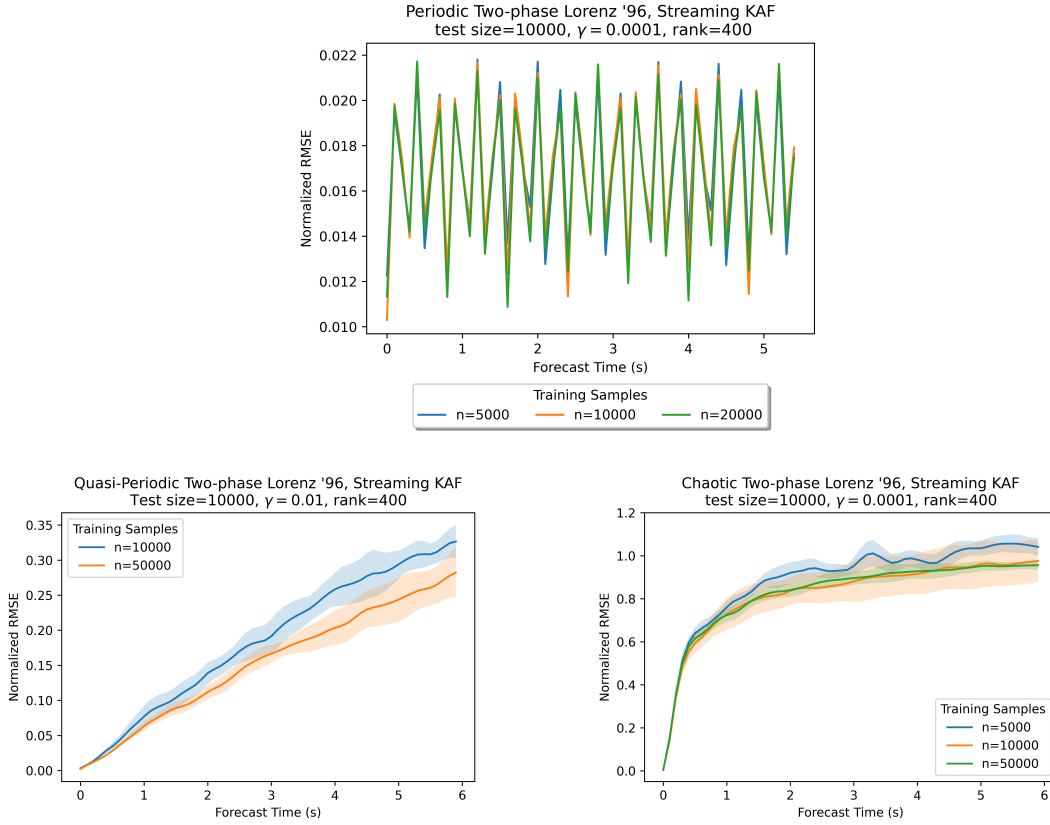 Periodic Two-phase Lorenz '96, Streaming KAF
test size=10000, γ = 0.0001, rank=400
0.022
0.020
0.018
0.016
0.014
0.012
0.010
Normalized RMSE
0 1 2 3 4 5
Forecast Time (s)
Training Samples
n=5000 n=10000 n=20000
Quasi-Periodic Two-phase Lorenz '96, Streaming KAF
Test size=10000, γ = 0.01, rank=400
0.35
0.30
0.25
0.20
0.15
0.10
0.05
0.00
Normalized RMSE
Training Samples
n=10000
n=50000
0 1 2 3 4 5 6
Forecast Time (s)
Chaotic Two-phase Lorenz '96, Streaming KAF
test size=10000, γ = 0.0001, rank=400
1.2
1.0
0.8
0.6
0.4
0.2
0.0
Normalized RMSE
Training Samples
n=5000
n=10000
n=50000
0 1 2 3 4 5 6
Forecast Time (s)